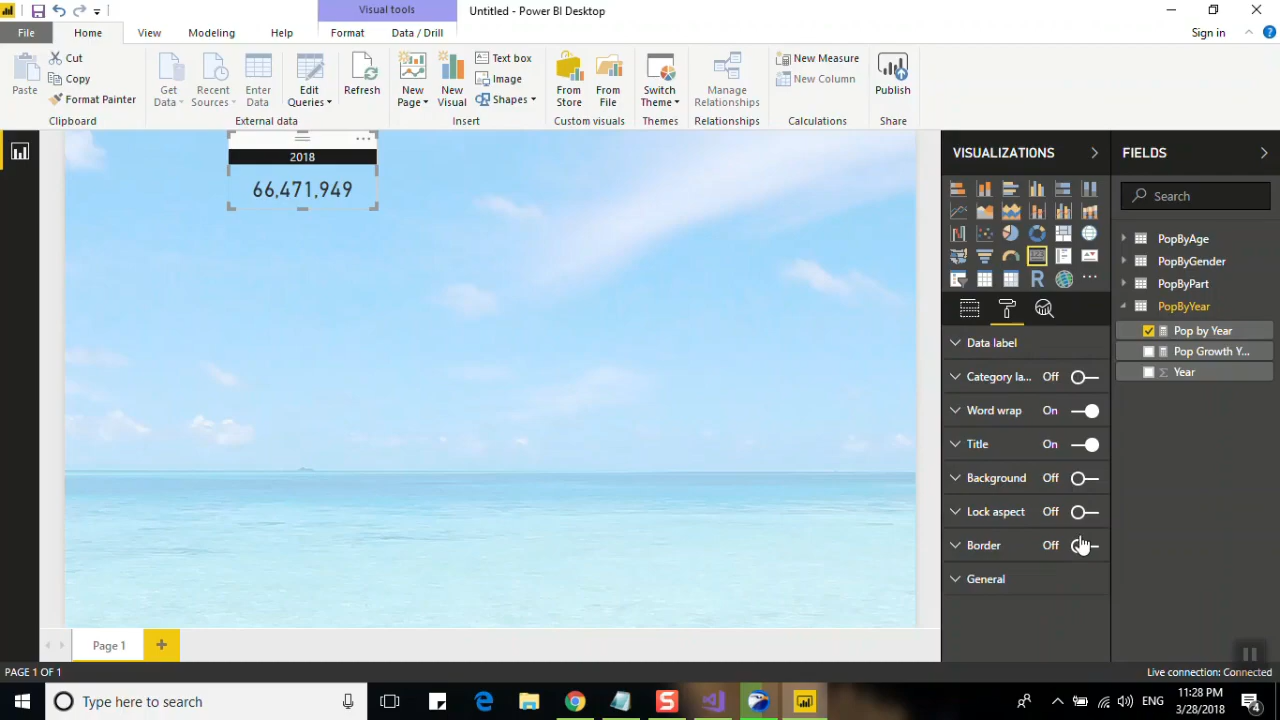 Visual tools
Untitled - Power BI Desktop
File
Home
View
Modeling
Help
Format
Data / Drill
Sign in
Paste
Cut
Copy
Format Painter
Clipboard
Get Data
Recent Sources
Enter Data
Edit Queries
Refresh
External data
New Page
New Visual
Text box
Image
Shapes
Insert
From Store
From File
Custom visuals
Switch Theme
Themes
Manage Relationships
Relationships
New Measure
New Column
Calculations
Publish
Share
2018
66,471,949
VISUALIZATIONS
R
Data label
Category la... Off
Word wrap On
Title On
Background Off
Lock aspect Off
Border Off
General
FIELDS
Search
PopByAge
PopByGender
PopByPart
PopByYear
Pop by Year
Pop Growth Y...
Year
Page 1
PAGE 1 OF 1
Live connection: Connected
Type here to search
ENG
11:28 PM
3/28/2018
4